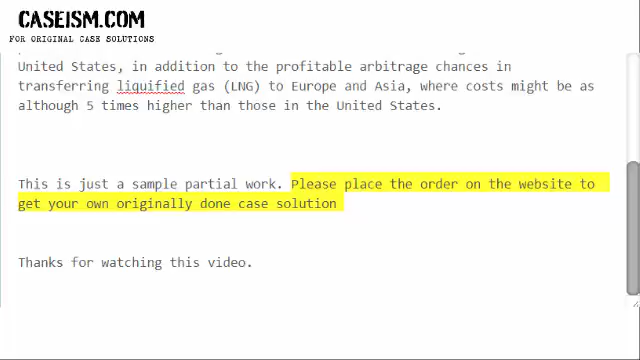 CASEISM.COM
FOR ORIGINAL CASE SOLUTIONS
United States, in addition to the profitable arbitrage chances in
transferring liquified gas (LNG) to Europe and Asia, where costs might be as
although 5 times higher than those in the United States.
This is just a sample partial work. Please place the order on the website to
get your own originally done case solution
Thanks for watching this video.